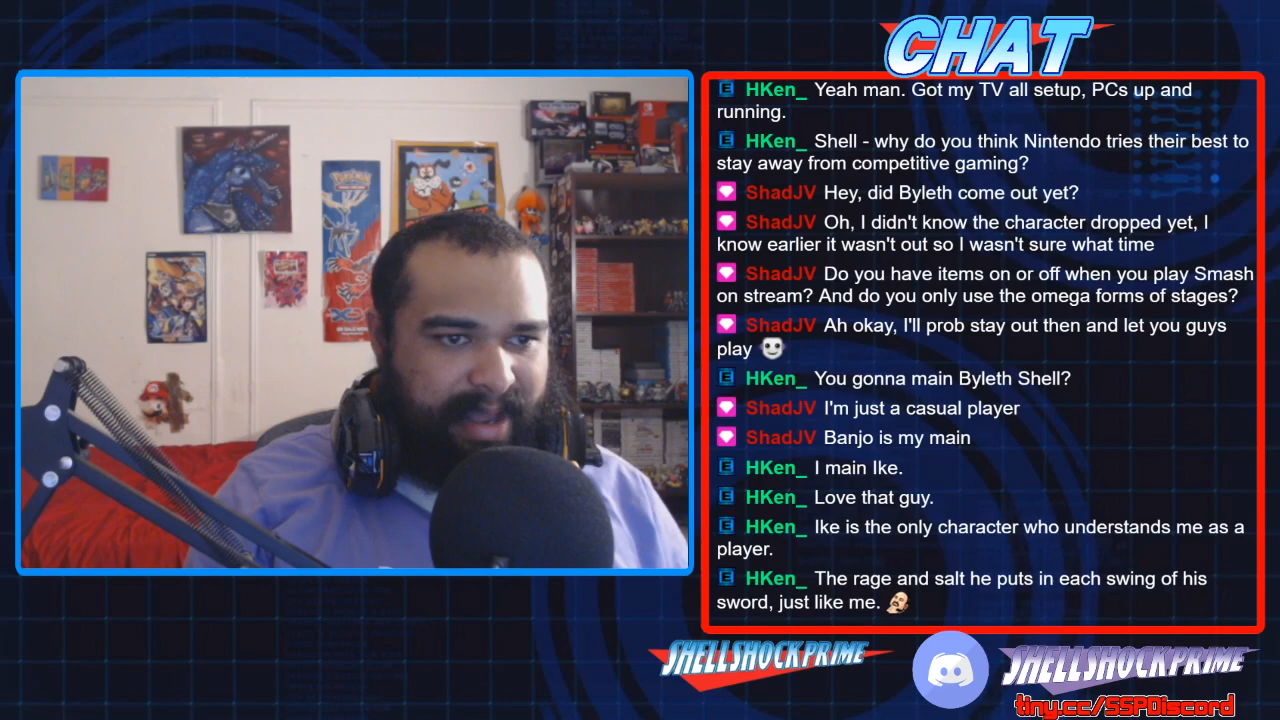 CHAT
HKen_ Yeah man. Got my TV all setup, PCs up and
running.
HKen_ Shell - why do you think Nintendo tries their best to
stay away from competitive gaming?
ShadJV Hey, did Byleth come out yet?
ShadJV Oh, I didn't know the character dropped yet, I
know earlier it wasn't out so I wasn't sure what time
ShadJV Do you have items on or off when you play Smash
on stream? And do you only use the omega forms of stages?
ShadJV Ah okay, I'll prob stay out then and let you guys
play
HKen_ You gonna main Byleth Shell?
ShadJV I'm just a casual player
ShadJV Banjo is my main
HKen_ I main Ike.
HKen_ Love that guy.
HKen_ Ike is the only character who understands me as a
player.
HKen_ The rage and salt he puts in each swing of his
sword, just like me.
POKÉMON
SHELLSHOCKPRIME
SHELLSHOCKPRIME
tiny.cc/SSPDiscord